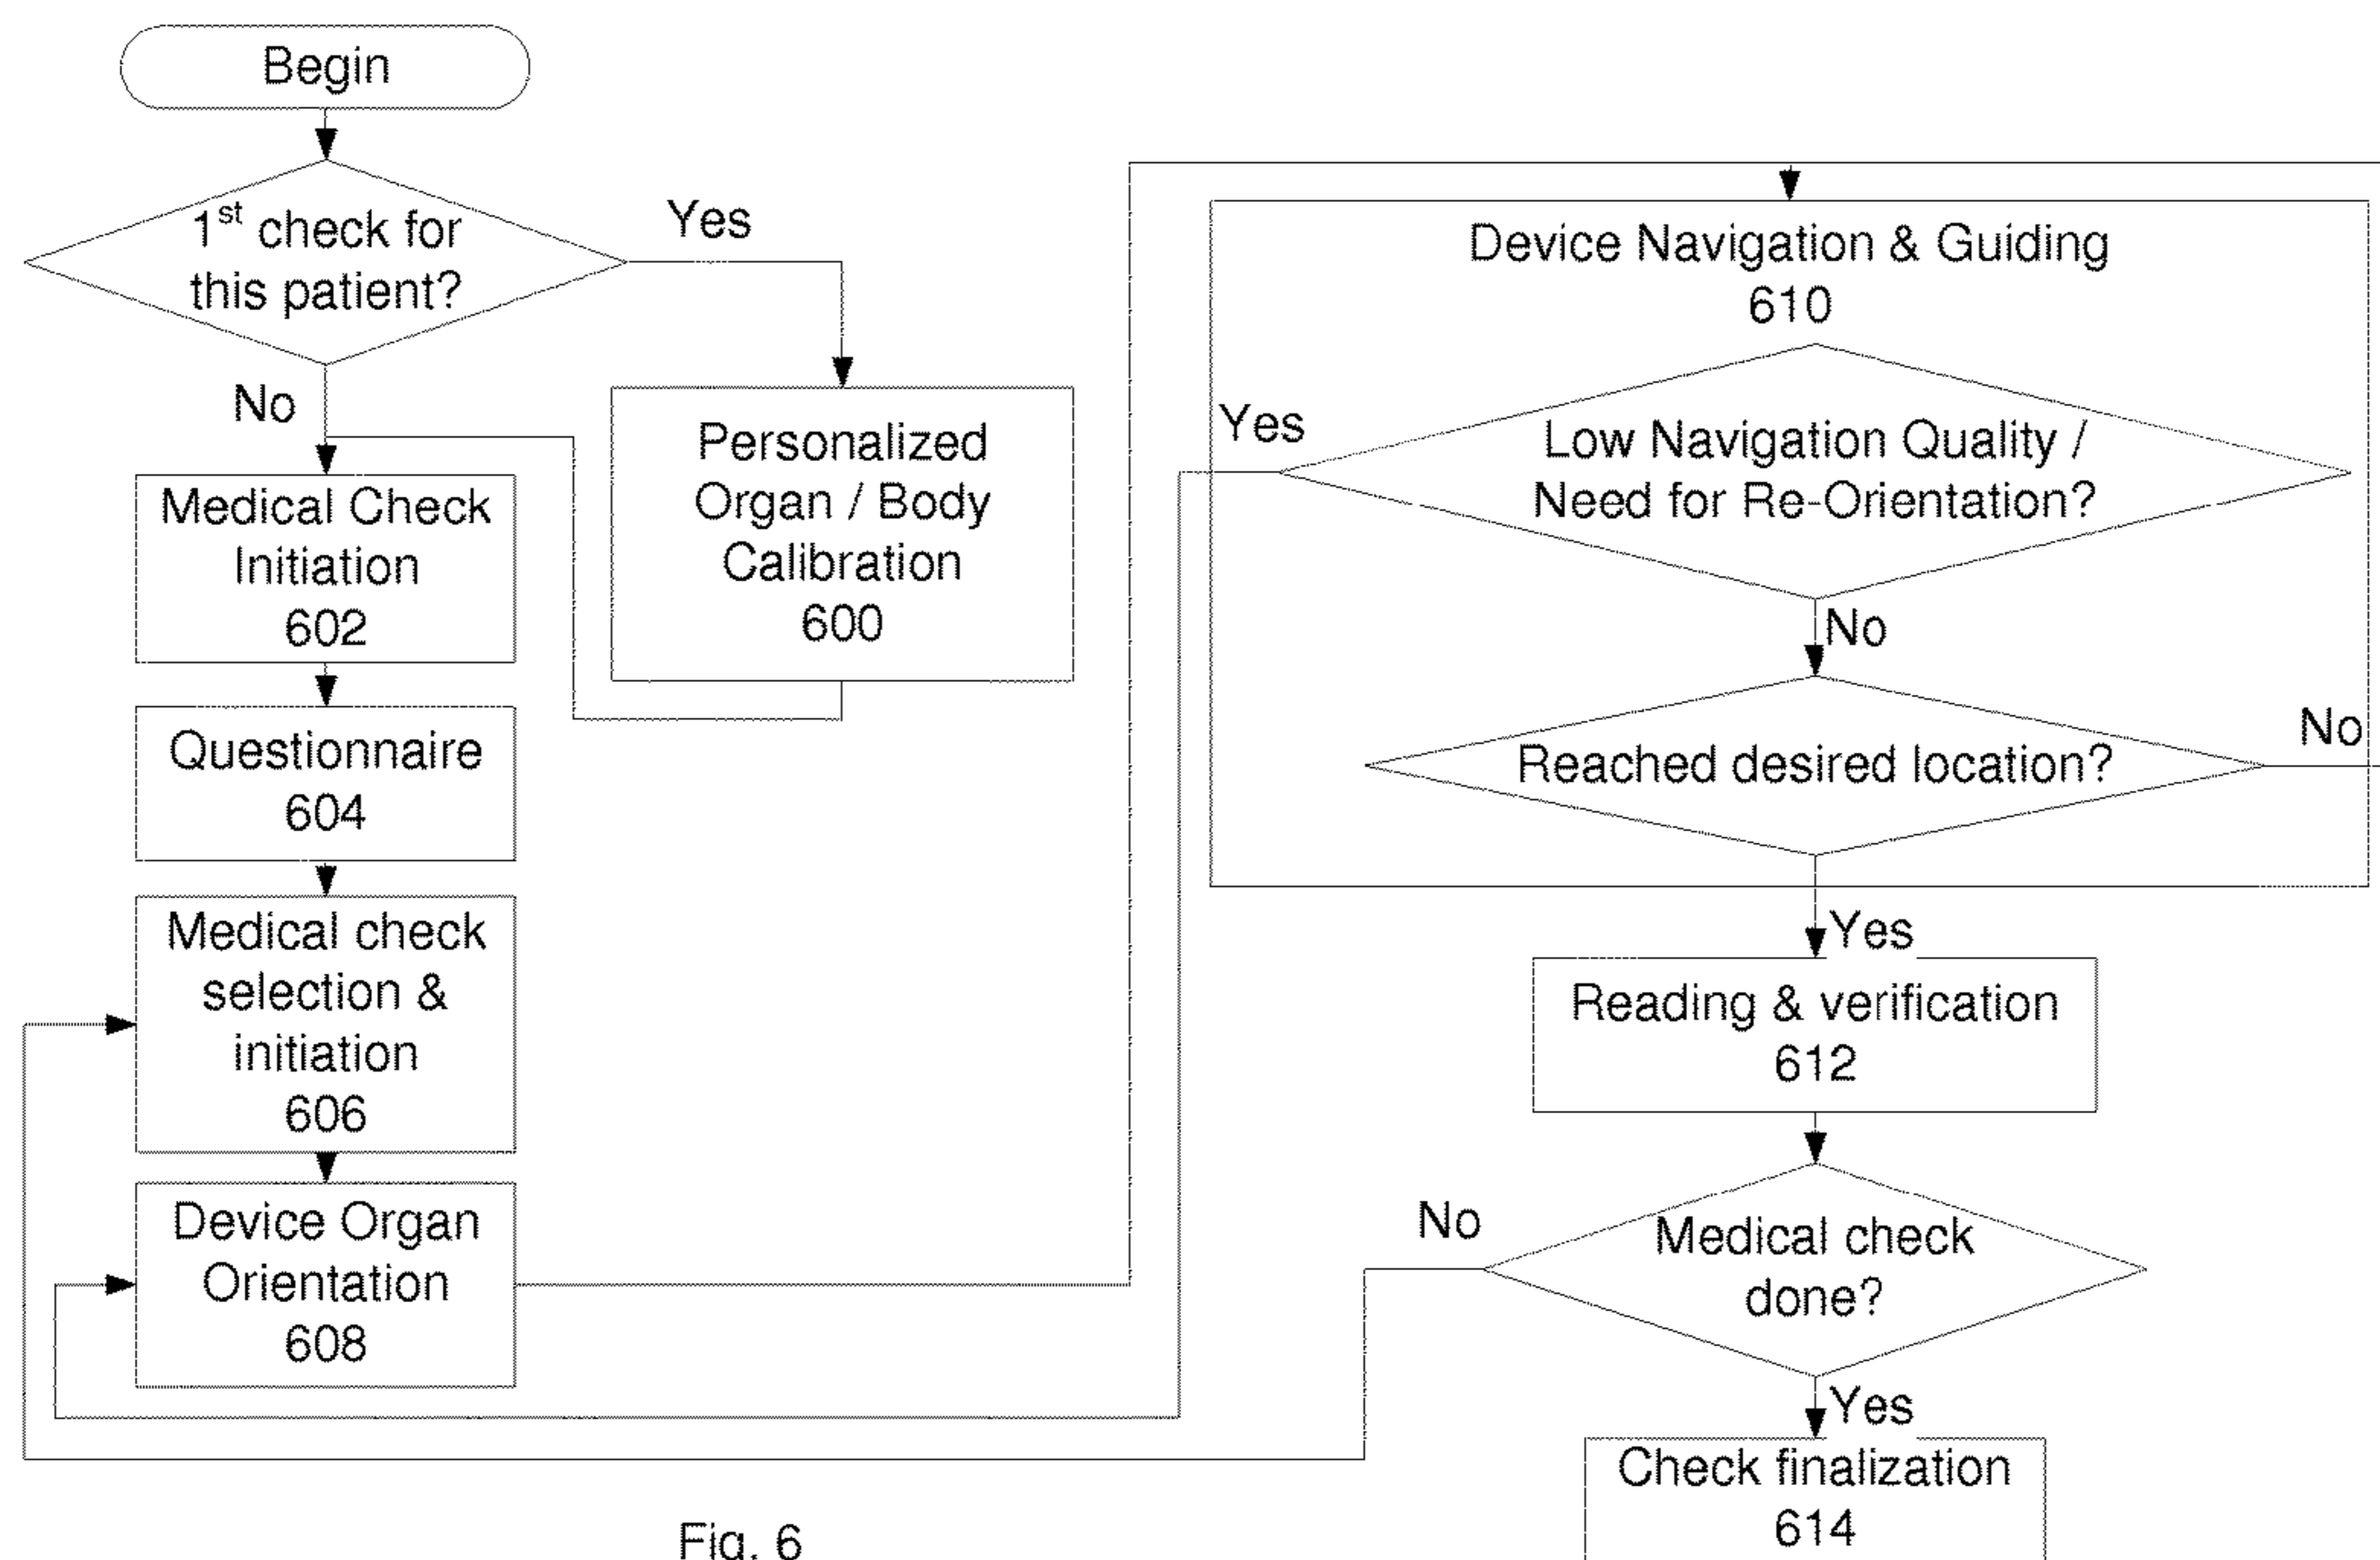 Begin
1st check for
this patient?
Yes
No
Personalized
Organ / Body
Calibration
600
Medical Check
Initiation
602
Questionnaire
604
Medical check
selection &
initiation
606
Device Organ
Orientation
608
Device Navigation & Guiding
610
Yes
Low Navigation Quality /
Need for Re-Orientation?
No
Reached desired location?
No
Yes
Reading & verification
612
No
Medical check
done?
Yes
Check finalization
614
Fig. 6